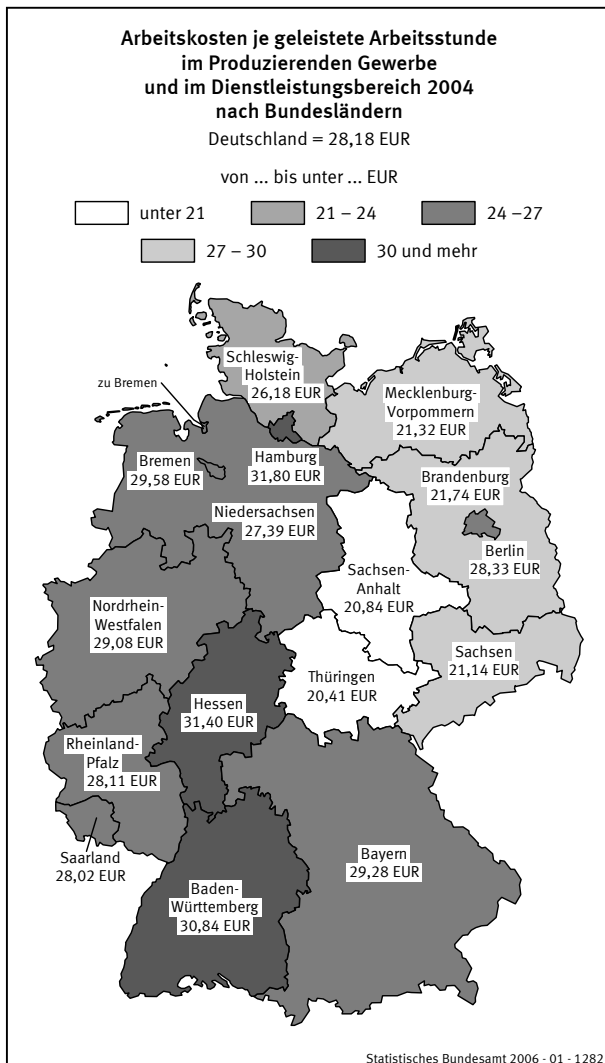 Arbeitskosten je geleistete Arbeitsstunde
im Produzierenden Gewerbe
und im Dienstleistungsbereich 2004
nach Bundesländern
Deutschland = 28,18 EUR
von ... bis unter ... EUR
unter 21
21 – 24
24 –27
27 – 30
30 und mehr
Schleswig-
Holstein
26,18 EUR
zu Bremen
Mecklenburg-
Vorpommern
21,32 EUR
Hamburg
31,80 EUR
Bremen
29,58 EUR
Brandenburg
21,74 EUR
Niedersachsen
27,39 EUR
Berlin
28,33 EUR
Sachsen-
Anhalt
20,84 EUR
Nordrhein-
Westfalen
29,08 EUR
Sachsen
21,14 EUR
Thüringen
20,41 EUR
Hessen
31,40 EUR
Rheinland-
Pfalz
28,11 EUR
Saarland
28,02 EUR
Bayern
29,28 EUR
Baden-
Württemberg
30,84 EUR
Statistisches Bundesamt 2006 - 01 - 1282